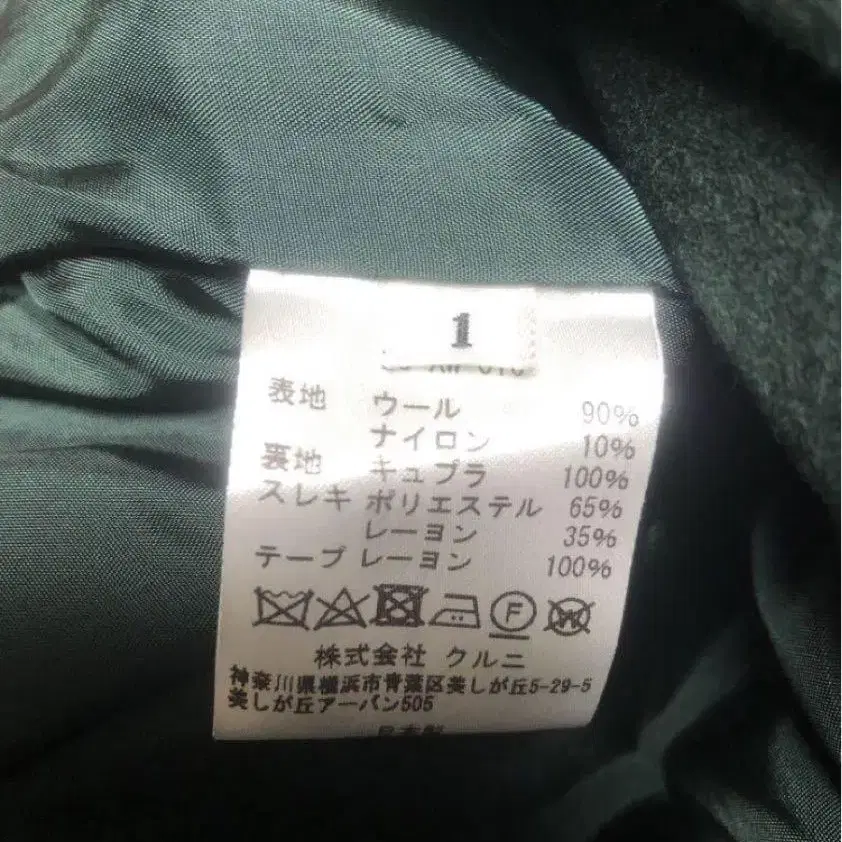 1
表地 ウール 90%
ナイロン 10%
裏地 キュプラ 100%
スレキ ポリエステル 65%
レーヨン 35%
テープ レーヨン 100%
F W
株式会社 クルニ
神奈川県横浜市青葉区美しが丘5-29-5
美しが丘アーバン505
日本製